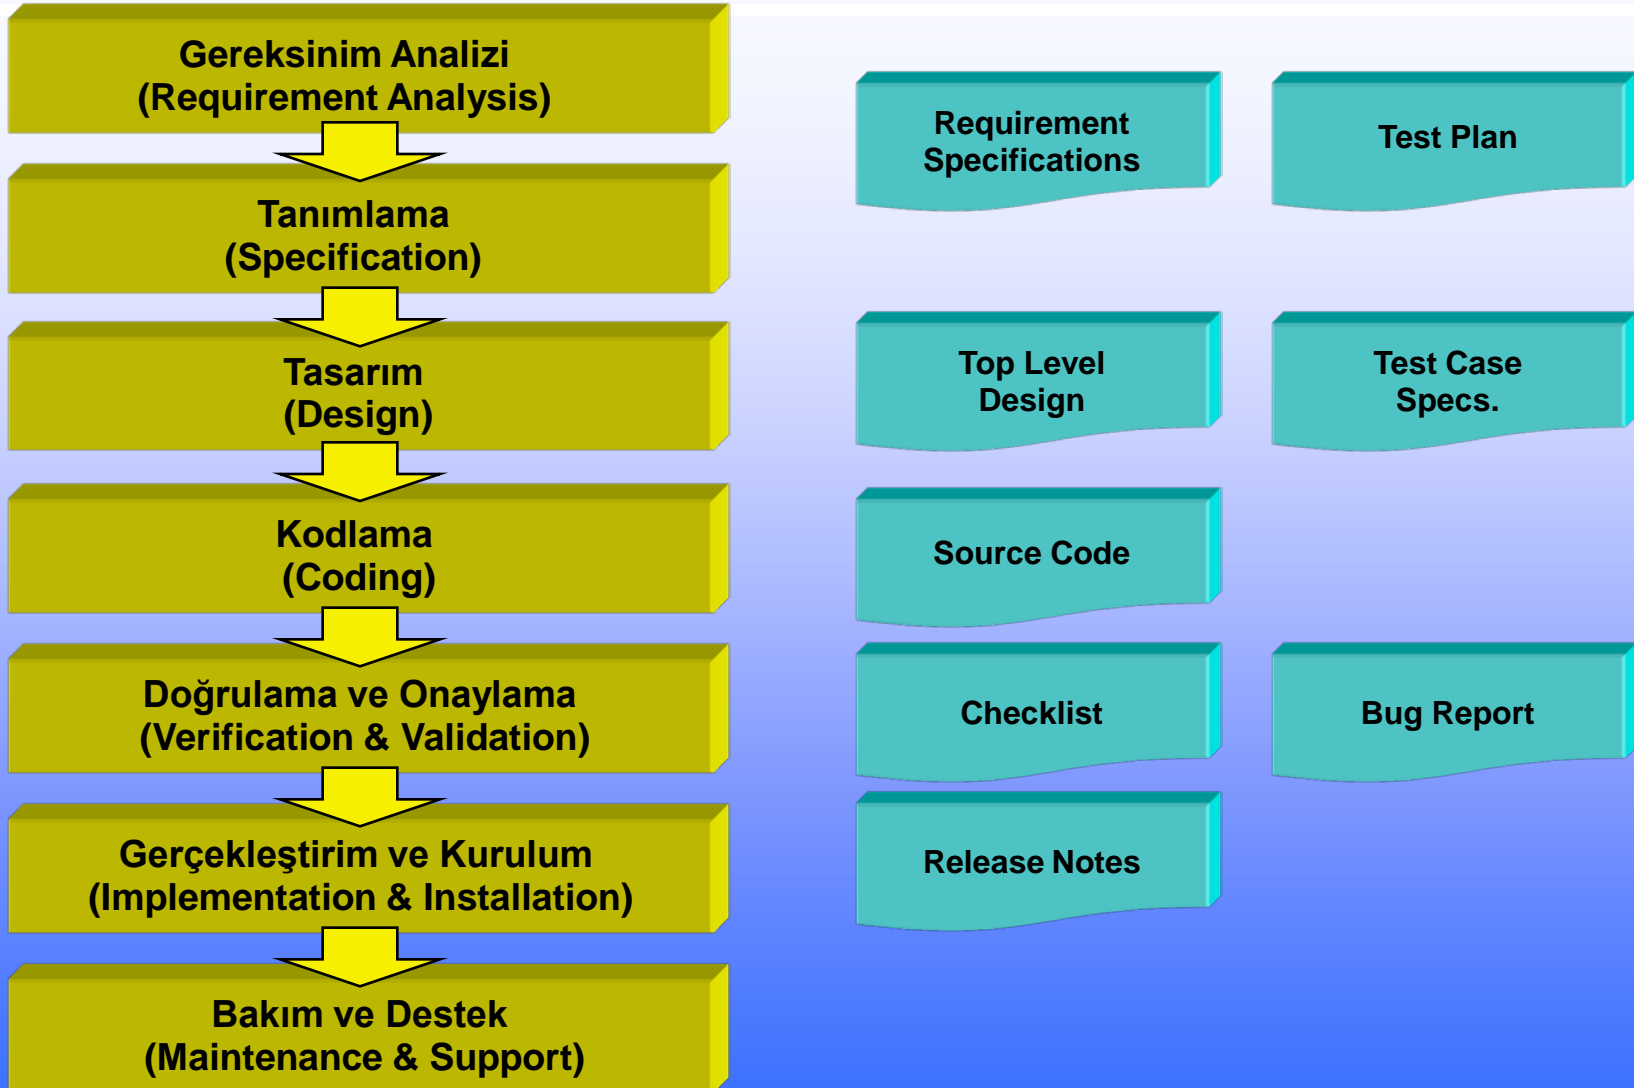 Gereksinim Analizi
(Requirement Analysis)
Tanımlama
(Specification)
Tasarım
(Design)
Kodlama
(Coding)
Doğrulama ve Onaylama
(Verification & Validation)
Gerçekleştirim ve Kurulum
(Implementation & Installation)
Bakım ve Destek
(Maintenance & Support)
Requirement
Specifications
Test Plan
Top Level
Design
Test Case
Specs.
Source Code
Checklist
Bug Report
Release Notes